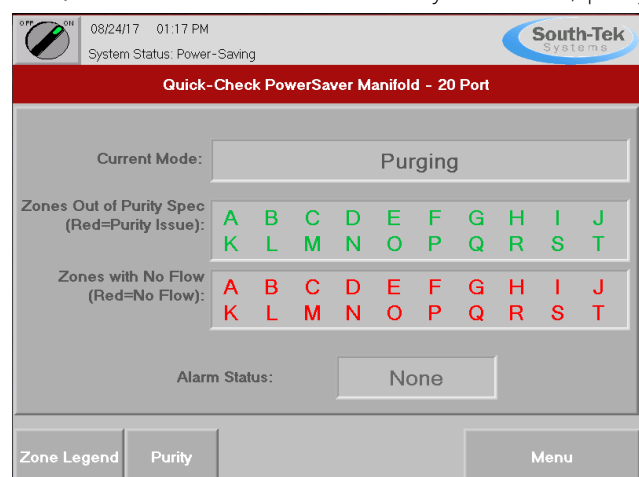 OFF ON
08/24/17 01:17 PM
System Status: Power-Saving
South-Tek
Systems
Quick-Check PowerSaver Manifold - 20 Port
Current Mode: Purging
Zones Out of Purity Spec
(Red=Purity Issue):
A B C D E F G H I J
K L M N O P Q R S T
Zones with No Flow
(Red=No Flow):
A B C D E F G H I J
K L M N O P Q R S T
Alarm Status: None
Zone Legend Purity Menu